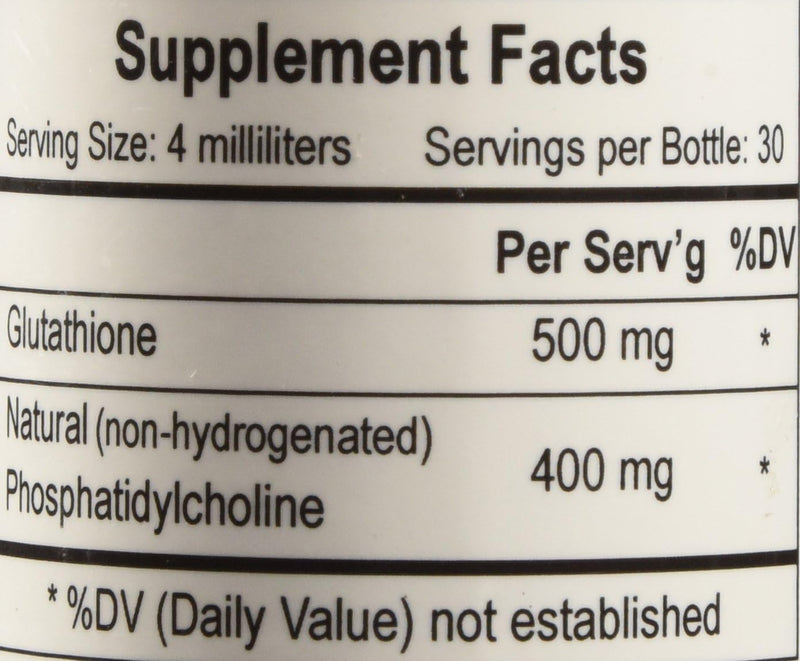 Supplement Facts
Serving Size: 4 milliliters Servings per Bottle: 30
Per Serv'g %DV
Glutathione 500 mg *
Natural (non-hydrogenated)
Phosphatidylcholine 400 mg *
* %DV (Daily Value) not established